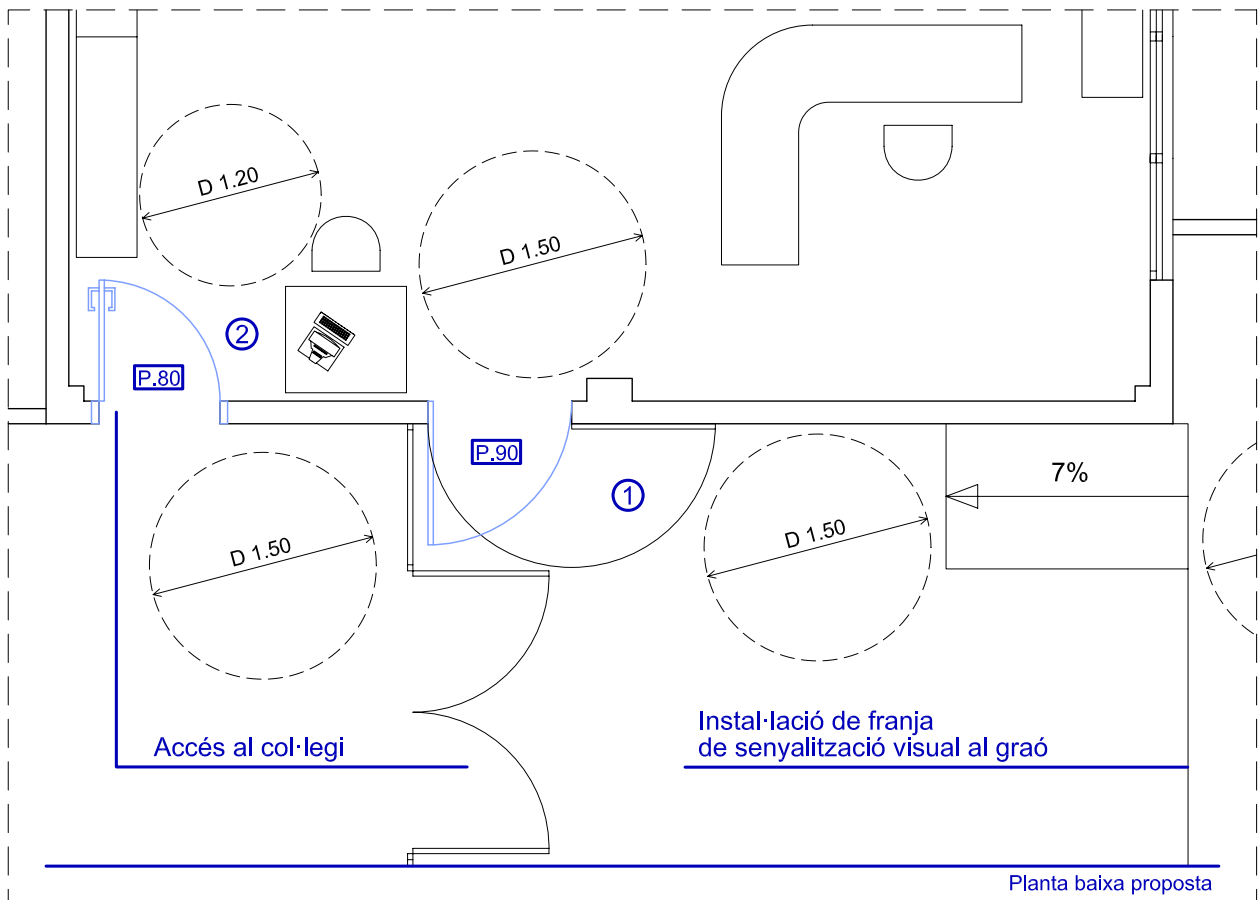 D 1.20
D 1.50
2
P.80
P.90
1
7%
D 1.50
D 1.50
Accés al col·legi
Instal·lació de franja
de senyalització visual al graó
Planta baixa proposta